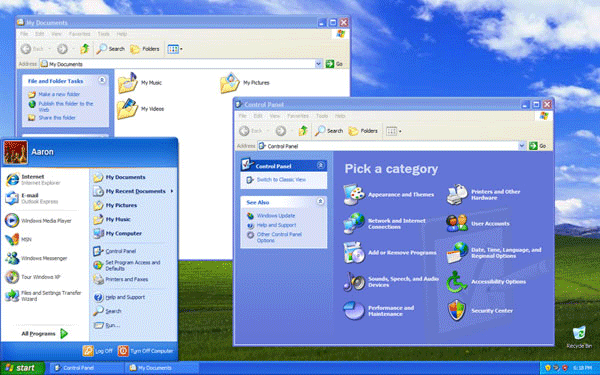 My Documents
File Edit View Favorites Tools Help
Back Search Folders
Address My Documents Go
File and Folder Tasks
Make a new folder
Publish this folder to the
Web
Share this folder
My Music
My Pictures
My Videos
Control Panel
File Edit View Favorites Tools Help
Back Search Folders
Address Control Panel Go
Control Panel
Switch to Classic View
See Also
Windows Update
Help and Support
Other Control Panel
Options
Pick a category
Appearance and Themes
Printers and Other
Hardware
Network and Internet
Connections
User Accounts
Add or Remove Programs
Date, Time, Language, and
Regional Options
Sounds, Speech, and Audio
Devices
Accessibility Options
Performance and
Maintenance
Security Center
Aaron
Internet
Internet Explorer
E-mail
Outlook Express
Windows Media Player
MSN
Windows Messenger
Tour Windows XP
Files and Settings Transfer
Wizard
All Programs
My Documents
My Recent Documents
My Pictures
My Music
My Computer
Control Panel
Set Program Access and
Defaults
Printers and Faxes
Help and Support
Search
Run...
Log Off Turn Off Computer
Recycle Bin
start Control Panel My Documents 6:18 PM